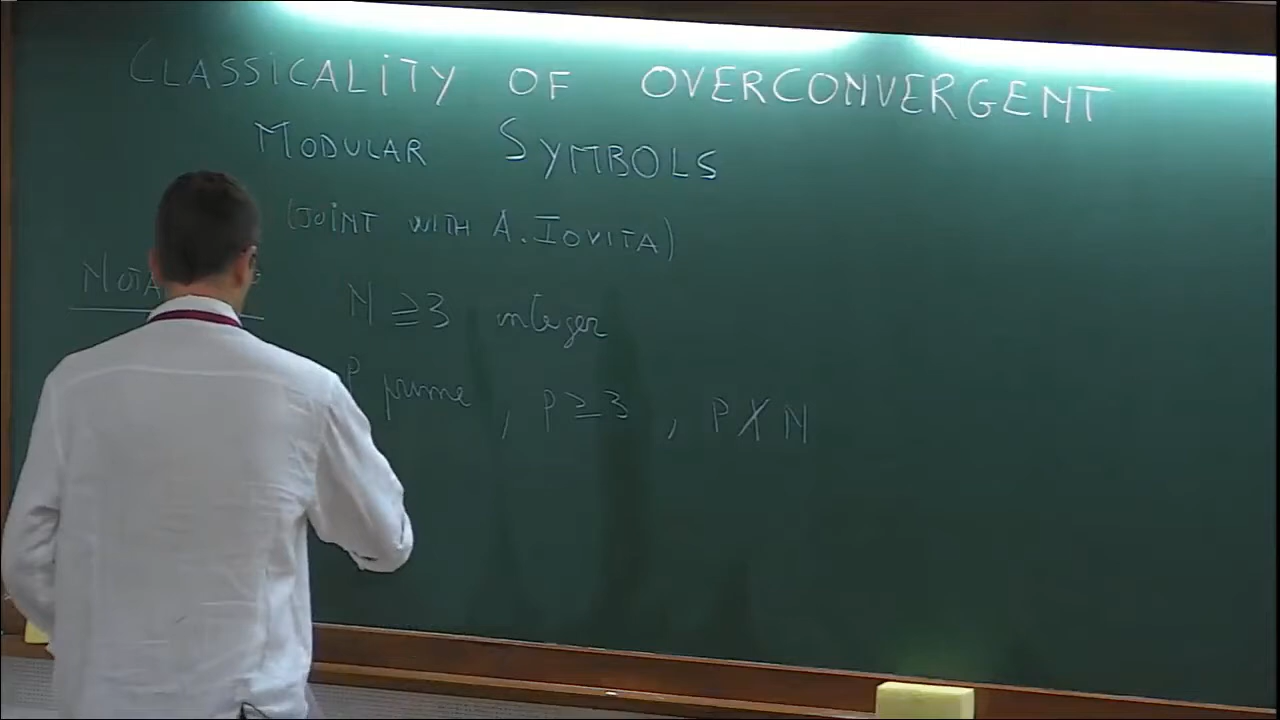 CLASSICALITY OF OVERCONVERGENT
MODULAR SYMBOLS
(JOINT WITH A. IOVITA)
N ≥ 3 integer
p prime, p ≥ 3, p ∤ N